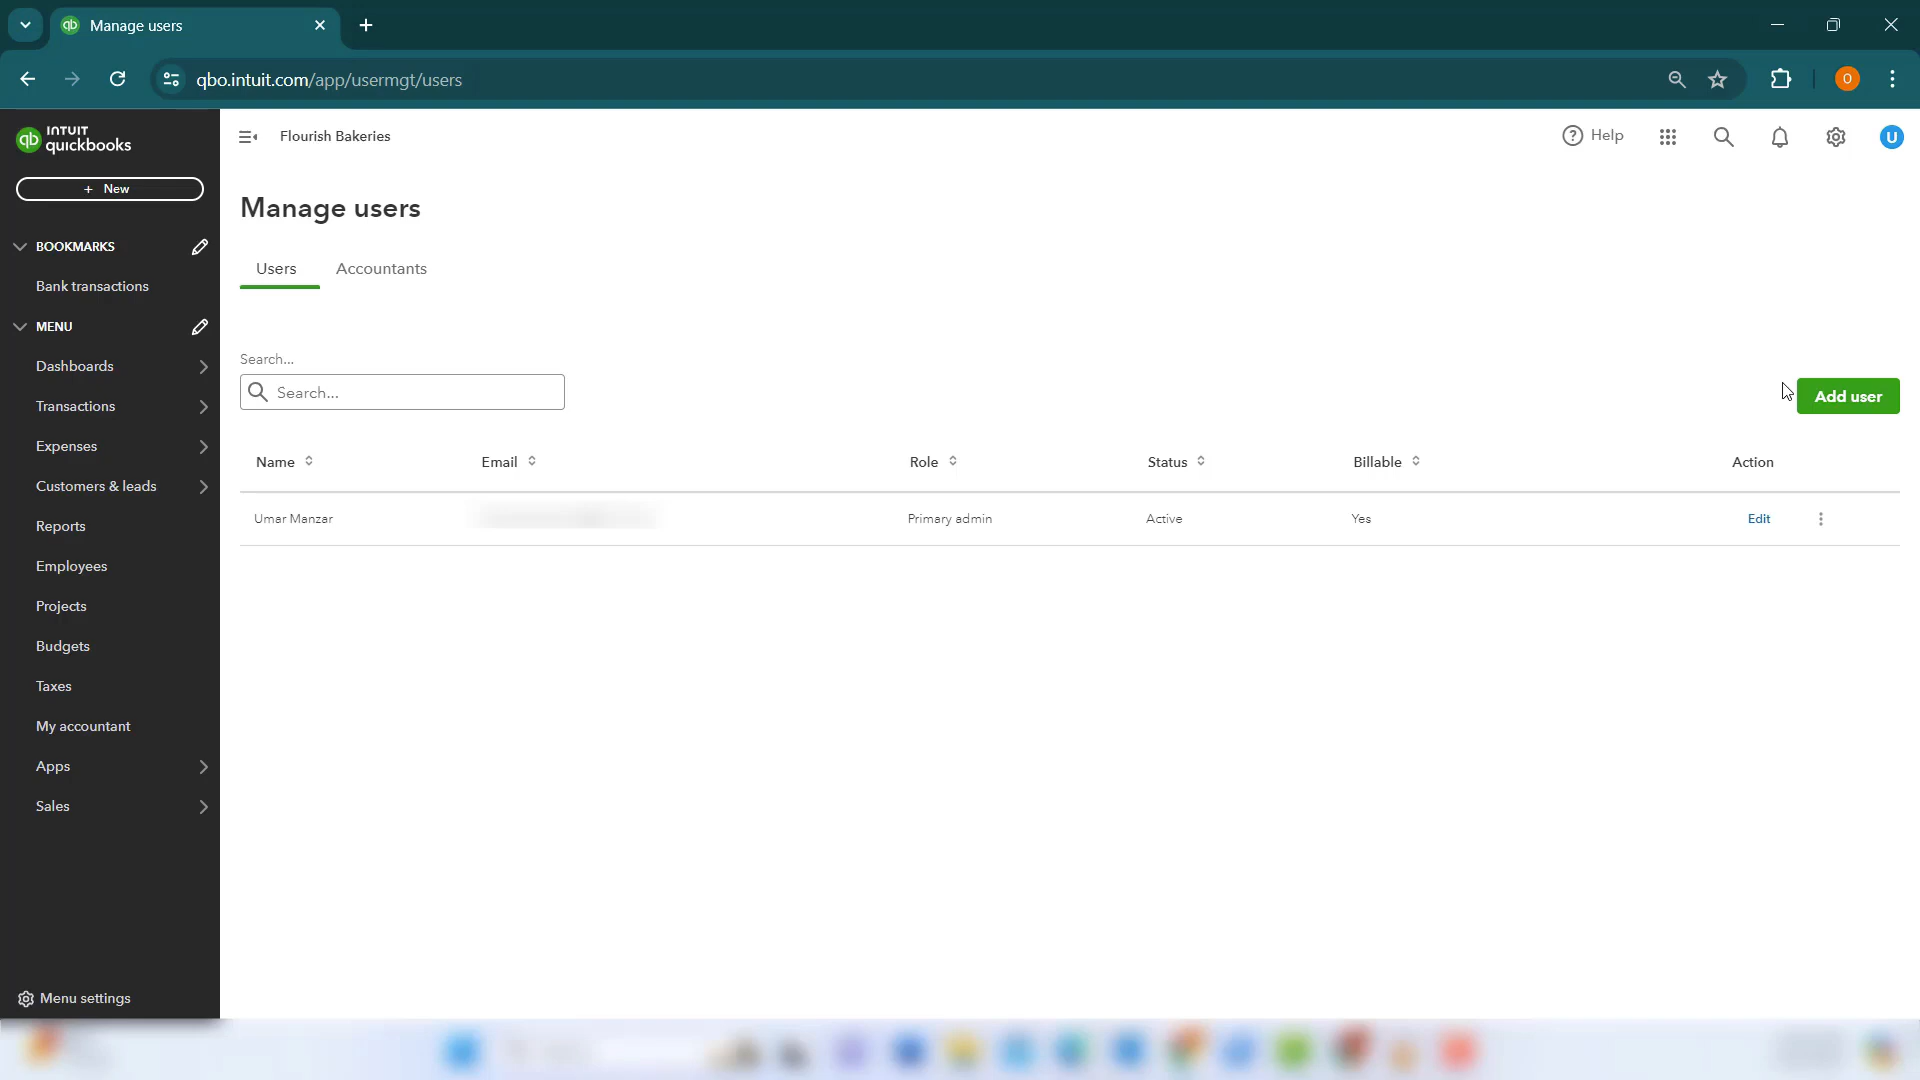 Manage users
qbo.intuit.com/app/usermgt/users
O
INTUIT
qb quickbooks
Flourish Bakeries
Help
U
+ New
Manage users
BOOKMARKS
Users Accountants
Bank transactions
MENU
Dashboards
Transactions
Expenses
Customers & leads
Reports
Employees
Projects
Budgets
Taxes
My accountant
Apps
Sales
Menu settings
Search...
Search...
Add user
Name Email Role Status Billable Action
Umar Manzar Primary admin Active Yes Edit